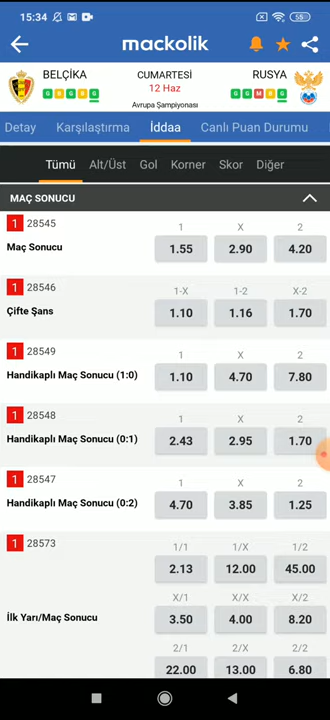 15:34 55
mackolik
BELÇİKA CUMARTESİ RUSYA
12 Haz
G G G G G G G M B G
Avrupa Şampiyonası
Detay Karşılaştırma İddaa Canlı Puan Durumu
Tümü Alt/Üst Gol Korner Skor Diğer
MAÇ SONUCU
1 28545 1 X 2
Maç Sonucu 1.55 2.90 4.20
1 28546 1-X 1-2 X-2
Çifte Şans 1.10 1.16 1.70
1 28549 1 X 2
Handikaplı Maç Sonucu (1:0) 1.10 4.70 7.80
1 28548 1 X 2
Handikaplı Maç Sonucu (0:1) 2.43 2.95 1.70
1 28547 1 X 2
Handikaplı Maç Sonucu (0:2) 4.70 3.85 1.25
1 28573 1/1 1/X 1/2
2.13 12.00 45.00
X/1 X/X X/2
İlk Yarı/Maç Sonucu 3.50 4.00 8.20
2/1 2/X 2/2
22.00 13.00 6.80